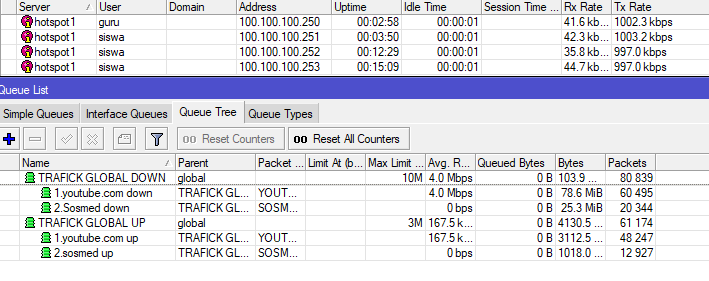 Server User Domain Address Uptime Idle Time Session Time ... Rx Rate Tx Rate
hotspot1 guru 100.100.100.250 00:02:58 00:00:01 41.6 kb... 1002.3 kbps
hotspot1 siswa 100.100.100.251 00:03:50 00:00:01 42.3 kb... 1003.2 kbps
hotspot1 siswa 100.100.100.252 00:12:29 00:00:01 35.8 kb... 997.0 kbps
hotspot1 siswa 100.100.100.253 00:15:09 00:00:01 44.7 kb... 997.0 kbps
Queue List
Simple Queues Interface Queues Queue Tree Queue Types
00 Reset Counters 00 Reset All Counters
Name Parent Packet ... Limit At (b... Max Limit ... Avg. R... Queued Bytes Bytes Packets
TRAFICK GLOBAL DOWN global 10M 4.0 Mbps 0 B 103.9 ... 80 839
1.youtube.com down TRAFICK GL... YOUT... 4.0 Mbps 0 B 78.6 MiB 60 495
2.Sosmed down TRAFICK GL... SOSM... 0 bps 0 B 25.3 MiB 20 344
TRAFICK GLOBAL UP global 3M 167.5 k... 0 B 4130.5 ... 61 174
1.youtube.com up TRAFICK GL... YOUT... 167.5 k... 0 B 3112.5 ... 48 247
2.sosmed up TRAFICK GL... SOSM... 0 bps 0 B 1018.0 ... 12 927